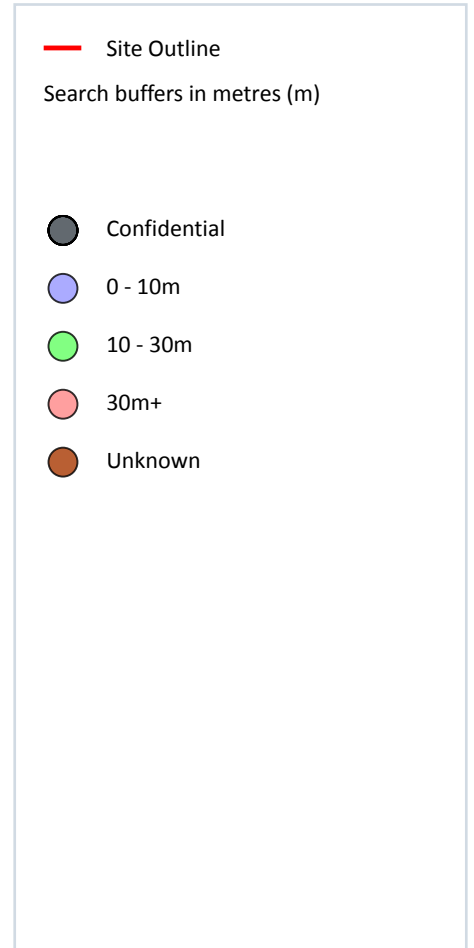 Site Outline
Search buffers in metres (m)
Confidential
0 - 10m
10 - 30m
30m+
Unknown